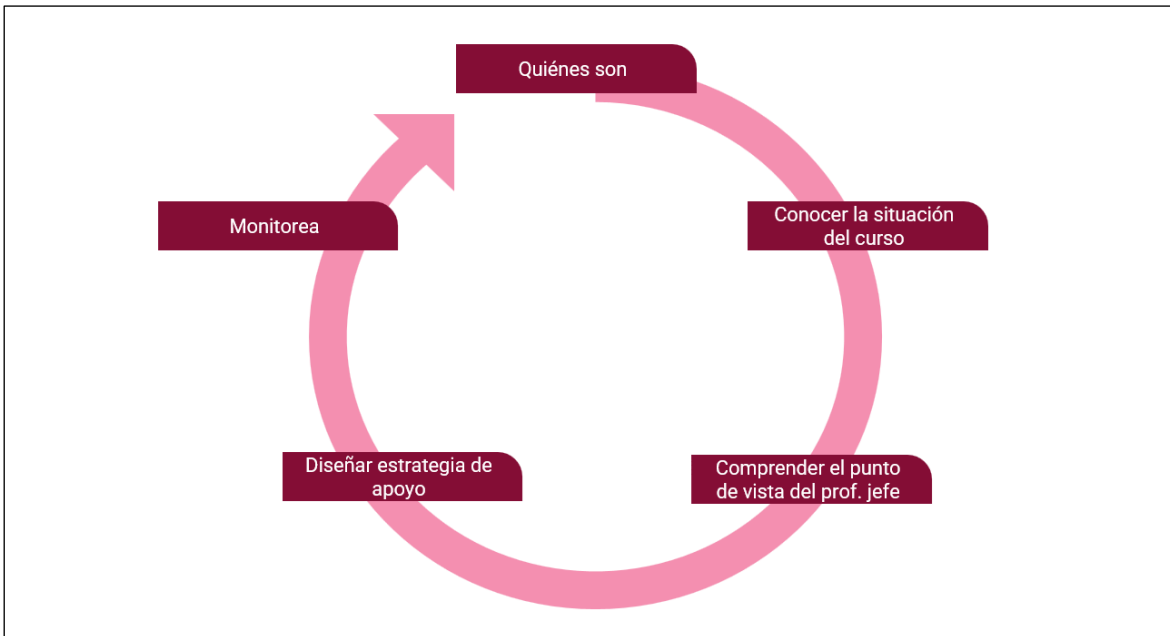 Quiénes son
Conocer la situación
del curso
Comprender el punto
de vista del prof. jefe
Diseñar estrategia de
apoyo
Monitorea